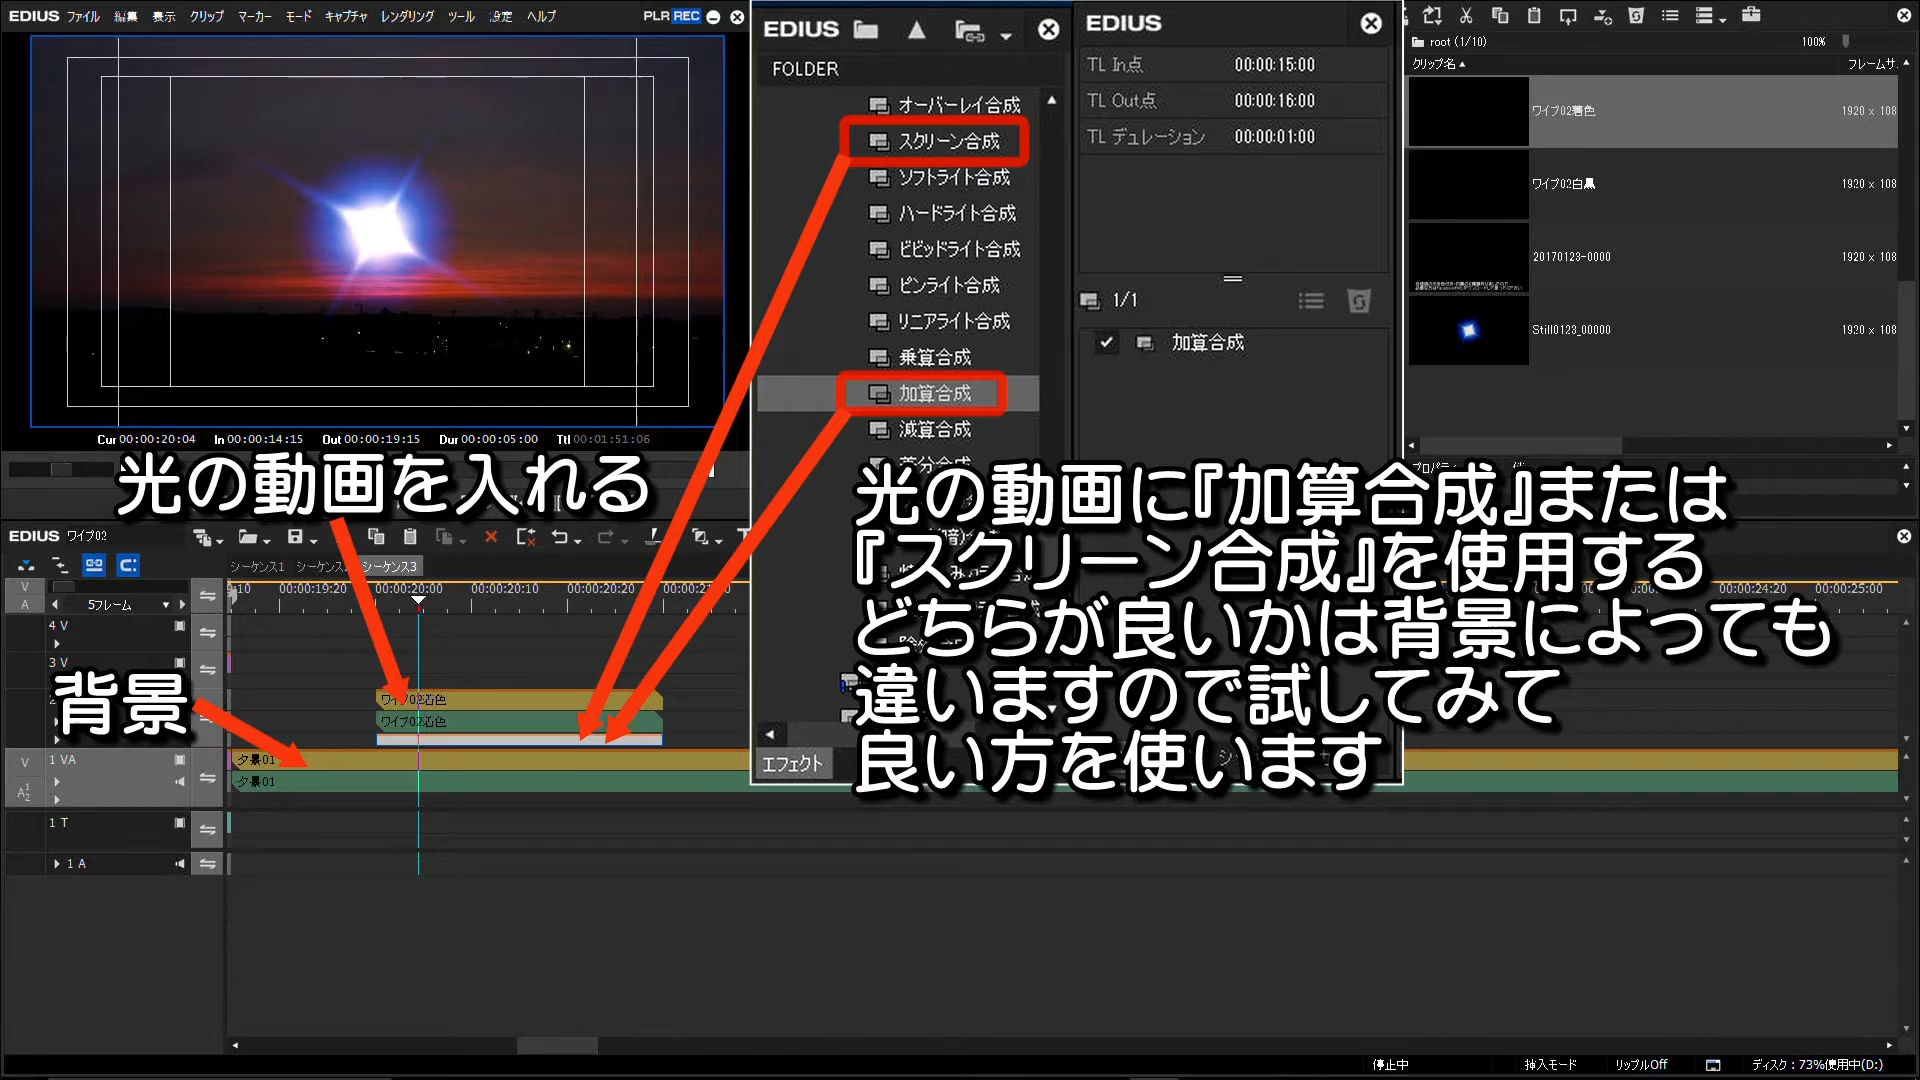 EDIUS ファイル 編集 表示 クリップ マーカー モード キャプチャ レンダリング ツール 設定 ヘルプ
PLR REC
Cur 00:00:20:04 In 00:00:14:15 Out 00:00:19:15 Dur 00:00:05:00 Ttl 00:01:51:06
EDIUS
FOLDER
オーバーレイ合成
スクリーン合成
ソフトライト合成
ハードライト合成
ビビッドライト合成
ピンライト合成
リニアライト合成
乗算合成
加算合成
減算合成
エフェクト
EDIUS
TL In点 00:00:15:00
TL Out点 00:00:16:00
TL デュレーション 00:00:01:00
1/1
加算合成
root (1/10) 100%
クリップ名 フレームサ
ワイプ02着色 1920 x 108
ワイプ02白黒 1920 x 108
20170123-0000 1920 x 108
Still0123_00000 1920 x 108
光の動画を入れる
背景
光の動画に『加算合成』または
『スクリーン合成』を使用する
どちらが良いかは背景によっても
違いますので試してみて
良い方を使います
EDIUS ワイプ02
シーケンス1 シーケンス シーケンス3
5フレーム
00:00:19:20 00:00:20:00 00:00:20:10 00:00:20:20 00:00:24:20 00:00:25:00
V
A
4 V
3 V
ワイプ02着色
ワイプ02着色
V 1 VA
夕景01
夕景01
1 T
1 A
停止中 挿入モード リップルOff ディスク : 73%使用中(D:)